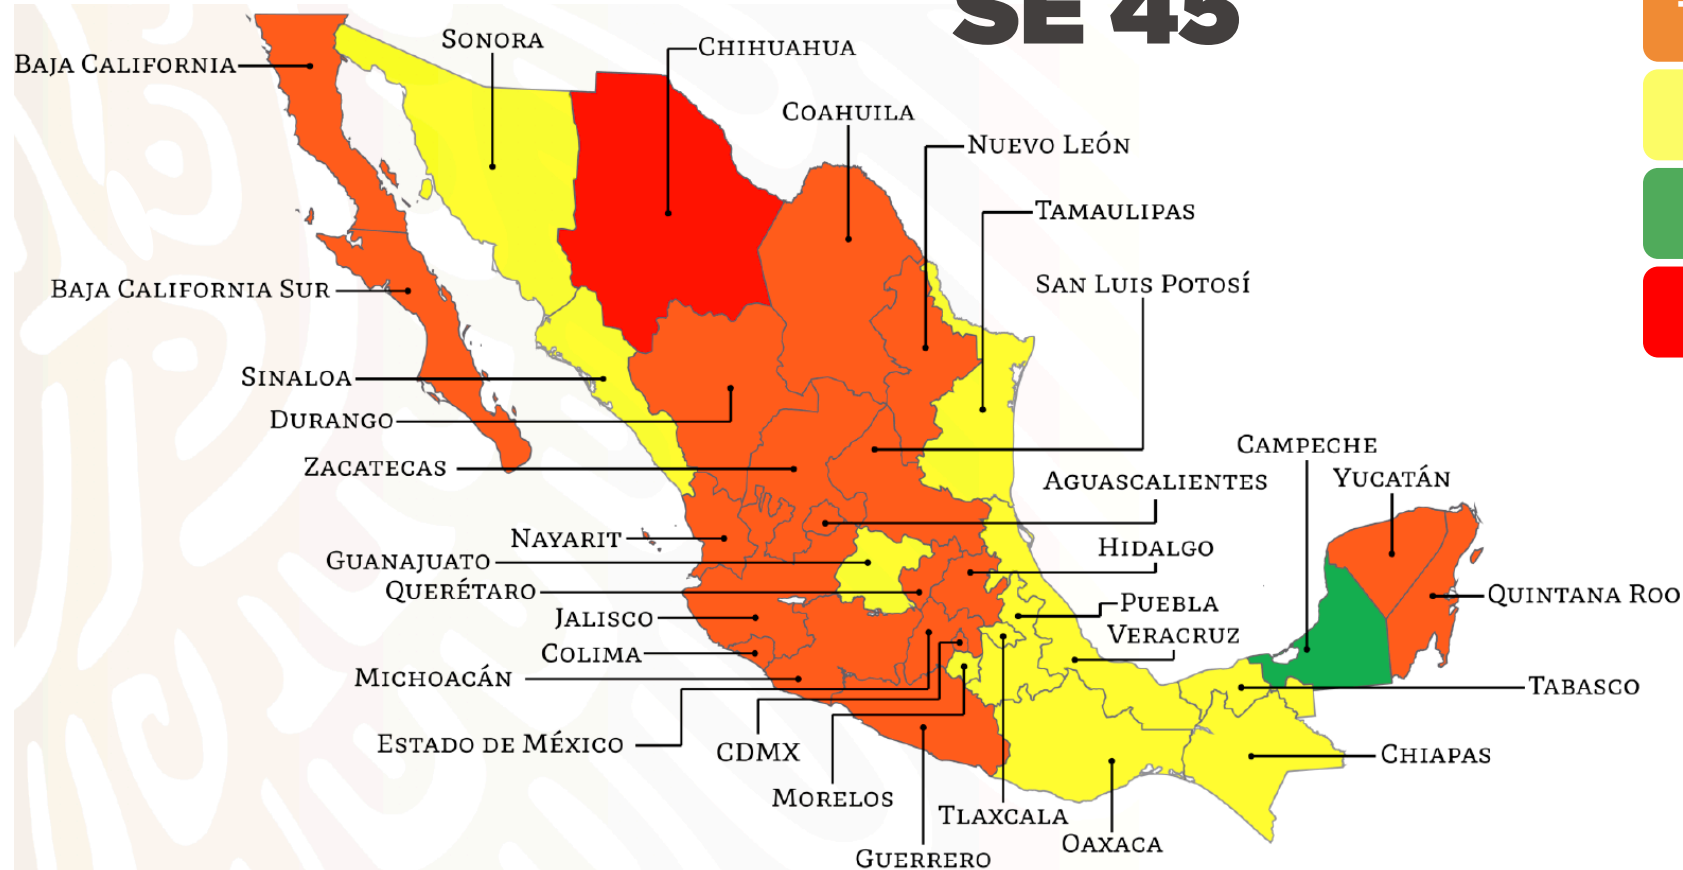 SE 45
SONORA
CHIHUAHUA
BAJA CALIFORNIA
COAHUILA
NUEVO LEÓN
TAMAULIPAS
SAN LUIS POTOSÍ
BAJA CALIFORNIA SUR
SINALOA
DURANGO
CAMPECHE
ZACATECAS
YUCATÁN
AGUASCALIENTES
NAYARIT
HIDALGO
GUANAJUATO
QUERÉTARO
QUINTANA ROO
PUEBLA
JALISCO
VERACRUZ
COLIMA
MICHOACÁN
TABASCO
ESTADO DE MÉXICO
CDMX
CHIAPAS
MORELOS
TLAXCALA
OAXACA
GUERRERO